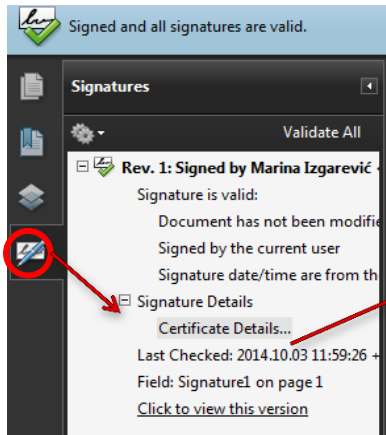 Signed and all signatures are valid.
Signatures
Validate All
Rev. 1: Signed by Marina Izgarević
Signature is valid:
Document has not been modifie
Signed by the current user
Signature date/time are from th
Signature Details
Certificate Details...
Last Checked: 2014.10.03 11:59:26 +
Field: Signature1 on page 1
Click to view this version